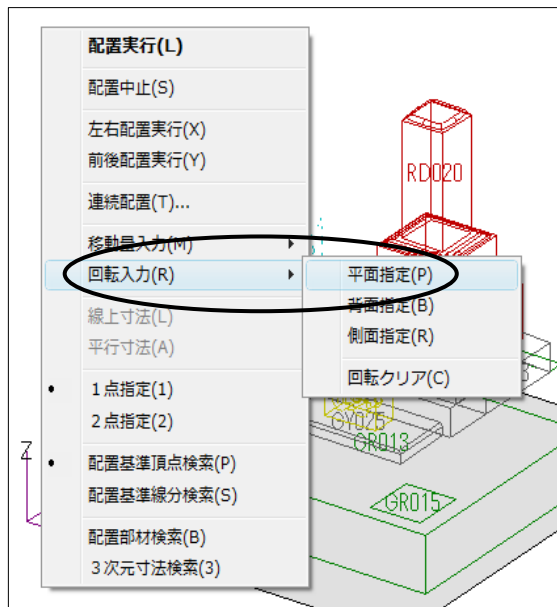 配置実行(L)
配置中止(S)
左右配置実行(X)
前後配置実行(Y)
連続配置(T)...
移動量入力(M)
回転入力(R)
線上寸法(L)
平行寸法(A)
• 1点指定(1)
2点指定(2)
• 配置基準頂点検索(P)
配置基準線分検索(S)
配置部材検索(B)
3次元寸法検索(3)
平面指定(P)
背面指定(B)
側面指定(R)
回転クリア(C)
RD020
GY025
GR013
GR015
Z